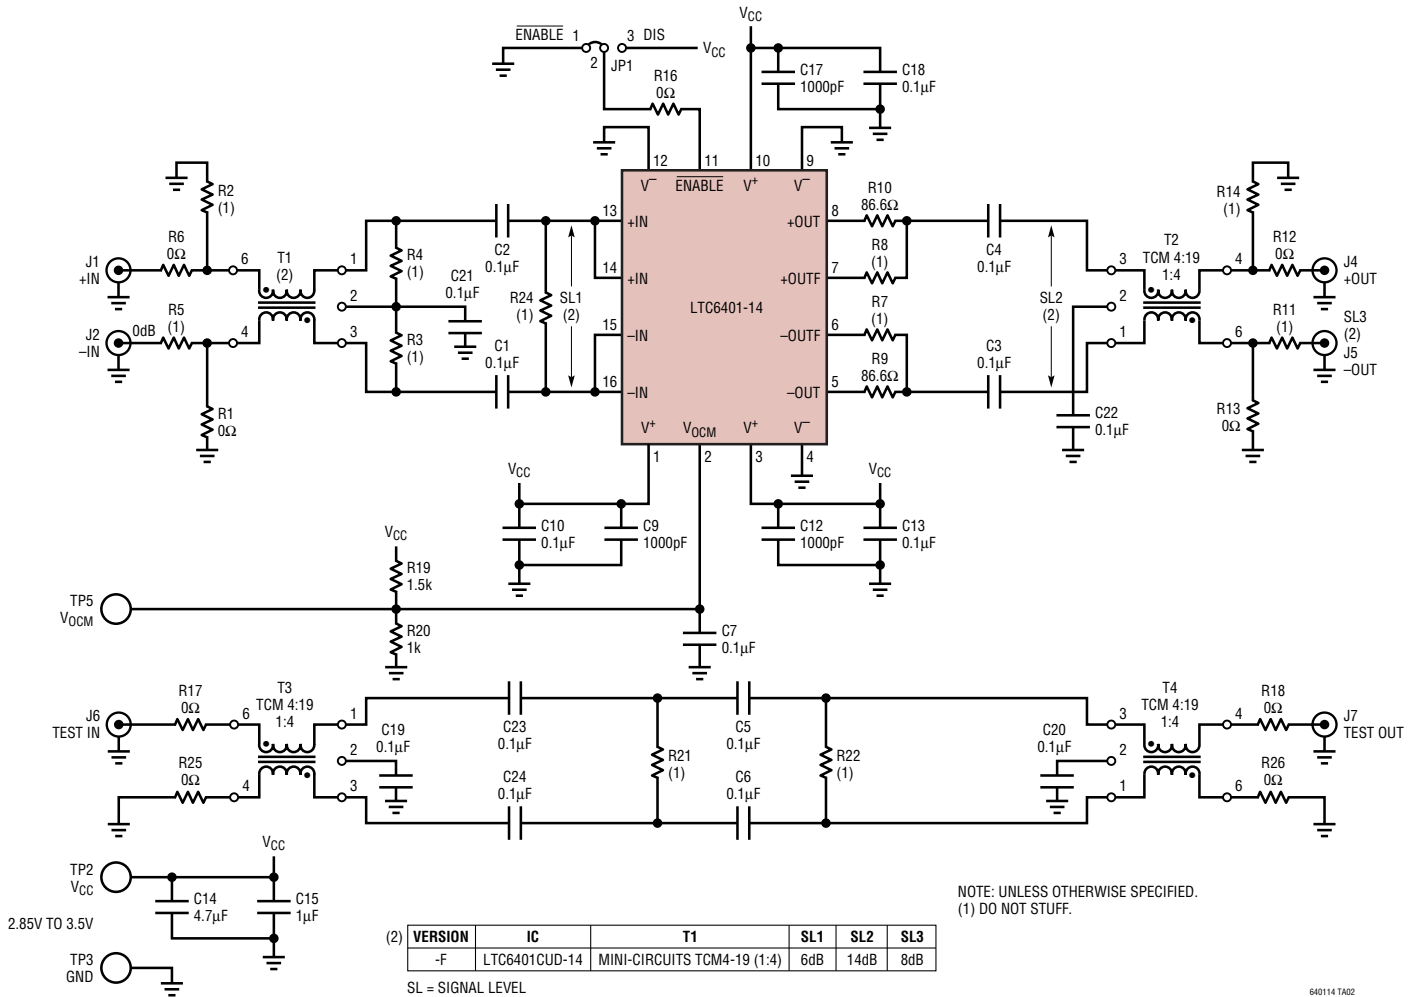 VCC
ENABLE 1
3 DIS
VCC
2
JP1
R16
0Ω
C17
1000pF
C18
0.1µF
12
11
10
9
V–
ENABLE
V+
V–
R2
(1)
R6
0Ω
J1
+IN
6
T1
(2)
1
R4
(1)
C21
0.1µF
2
C2
0.1µF
R24
(1)
SL1
(2)
13
+IN
14
+IN
15
–IN
16
–IN
LTC6401-14
+OUT
8
+OUTF
7
–OUTF
6
–OUT
5
R10
86.6Ω
R8
(1)
R7
(1)
R9
86.6Ω
C4
0.1µF
SL2
(2)
C3
0.1µF
R14
(1)
T2
TCM 4:19
1:4
3
4
2
1
6
R12
0Ω
J4
+OUT
R11
(1)
SL3
(2)
J5
–OUT
J2
–IN
0dB
R5
(1)
4
3
R3
(1)
C1
0.1µF
R1
0Ω
R13
0Ω
C22
0.1µF
V+
VOCM
V+
V–
1
2
3
4
VCC
VCC
C10
0.1µF
C9
1000pF
C12
1000pF
C13
0.1µF
VCC
R19
1.5k
TP5
VOCM
R20
1k
C7
0.1µF
J6
TEST IN
R17
0Ω
6
T3
TCM 4:19
1:4
1
2
C19
0.1µF
R25
0Ω
4
3
C23
0.1µF
C24
0.1µF
R21
(1)
C5
0.1µF
C6
0.1µF
R22
(1)
C20
0.1µF
3
T4
TCM 4:19
1:4
4
2
1
6
R18
0Ω
J7
TEST OUT
R26
0Ω
VCC
TP2
VCC
C14
4.7µF
C15
1µF
2.85V TO 3.5V
TP3
GND
NOTE: UNLESS OTHERWISE SPECIFIED.
(1) DO NOT STUFF.
(2) VERSION IC T1 SL1 SL2 SL3
-F LTC6401CUD-14 MINI-CIRCUITS TCM4-19 (1:4) 6dB 14dB 8dB
SL = SIGNAL LEVEL
640114 TA02